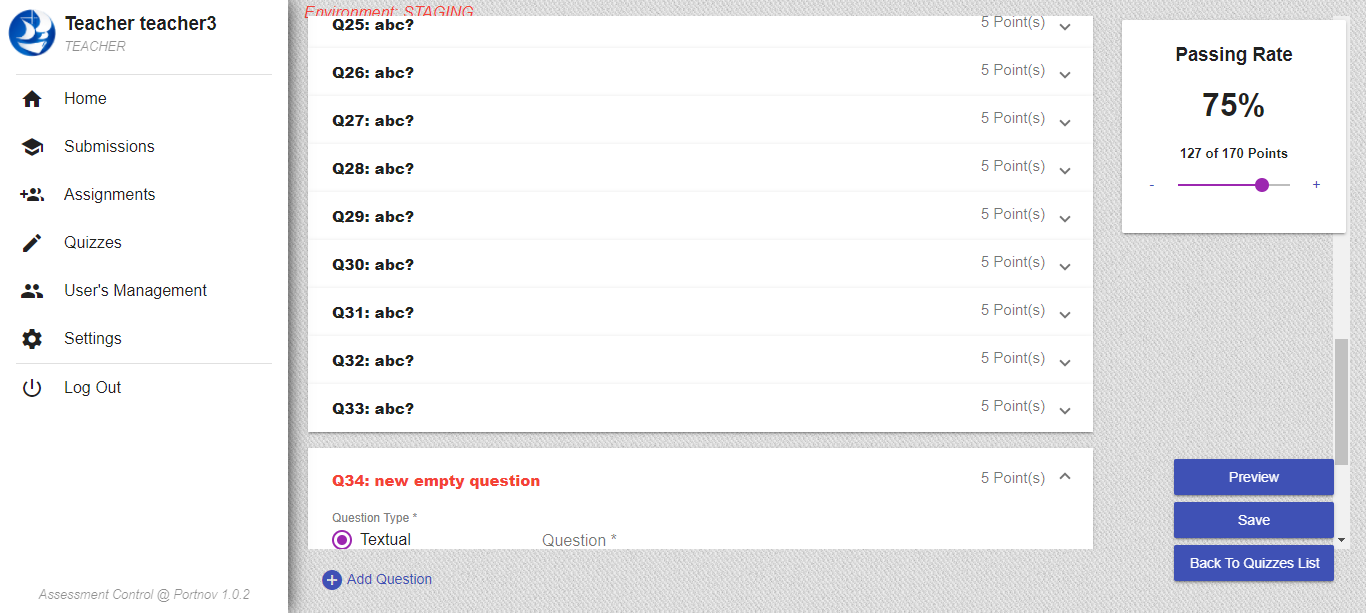 Teacher teacher3
TEACHER
Home
Submissions
Assignments
Quizzes
User's Management
Settings
Log Out
Assessment Control @ Portnov 1.0.2
Environment: STAGING
Q25: abc? 5 Point(s)
Q26: abc? 5 Point(s)
Q27: abc? 5 Point(s)
Q28: abc? 5 Point(s)
Q29: abc? 5 Point(s)
Q30: abc? 5 Point(s)
Q31: abc? 5 Point(s)
Q32: abc? 5 Point(s)
Q33: abc? 5 Point(s)
Q34: new empty question 5 Point(s)
Question Type *
Textual Question *
Add Question
Passing Rate
75%
127 of 170 Points
- +
Preview
Save
Back To Quizzes List